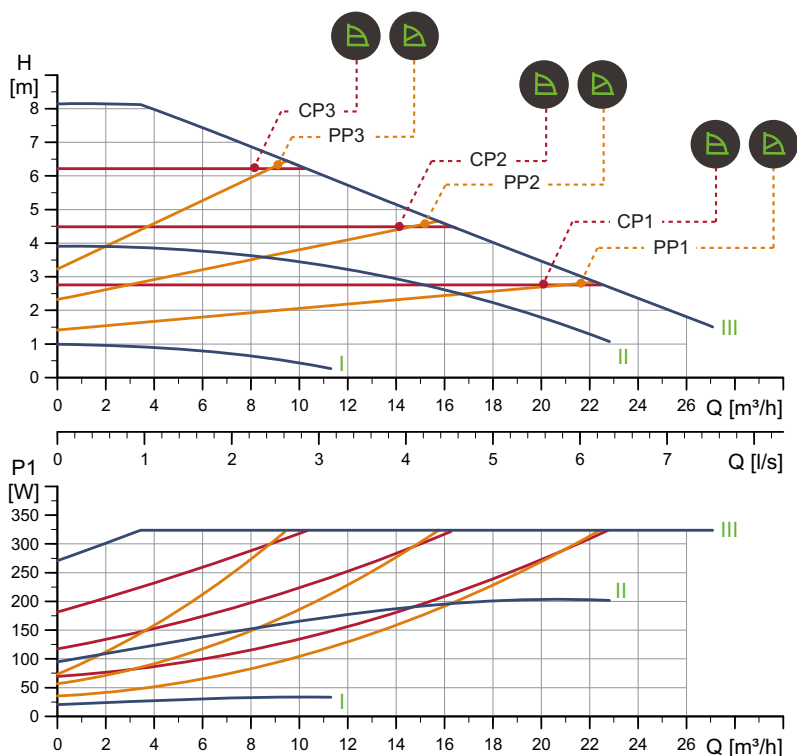 H
[m]
CP3
PP3
CP2
PP2
CP1
PP1
8
7
6
5
4
3
2
1
0
I
II
III
0 2 4 6 8 10 12 14 16 18 20 22 24 26 Q [m³/h]
0 1 2 3 4 5 6 7 Q [l/s]
P1
[W]
350
300
250
200
150
100
50
0
III
II
I
0 2 4 6 8 10 12 14 16 18 20 22 24 26 Q [m³/h]